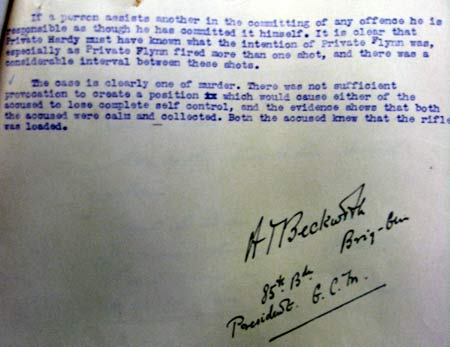 If a person assists another in the committing of any offence he is
responsible as though he has committed it himself. It is clear that
Private Hardy must have known what the intention of Private Flynn was,
especially as Private Flynn fired more than one shot, and there was a
considerable interval between these shots.
The case is clearly one of murder. There was not sufficient
provocation to create a position ix which would cause either of the
accused to lose complete self control, and the evidence shows that both
the accused were calm and collected. Both the accused knew that the rifle
was loaded.
A T Beckwith
Brig-Gen
85th. Bde
President. G. C. M.